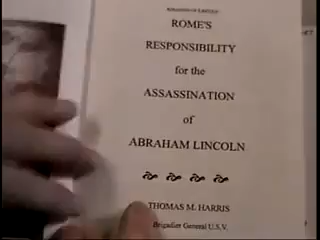 ROME'S
RESPONSIBILITY
for the
ASSASSINATION
of
ABRAHAM LINCOLN
THOMAS M. HARRIS
Brigadier General U.S.V.